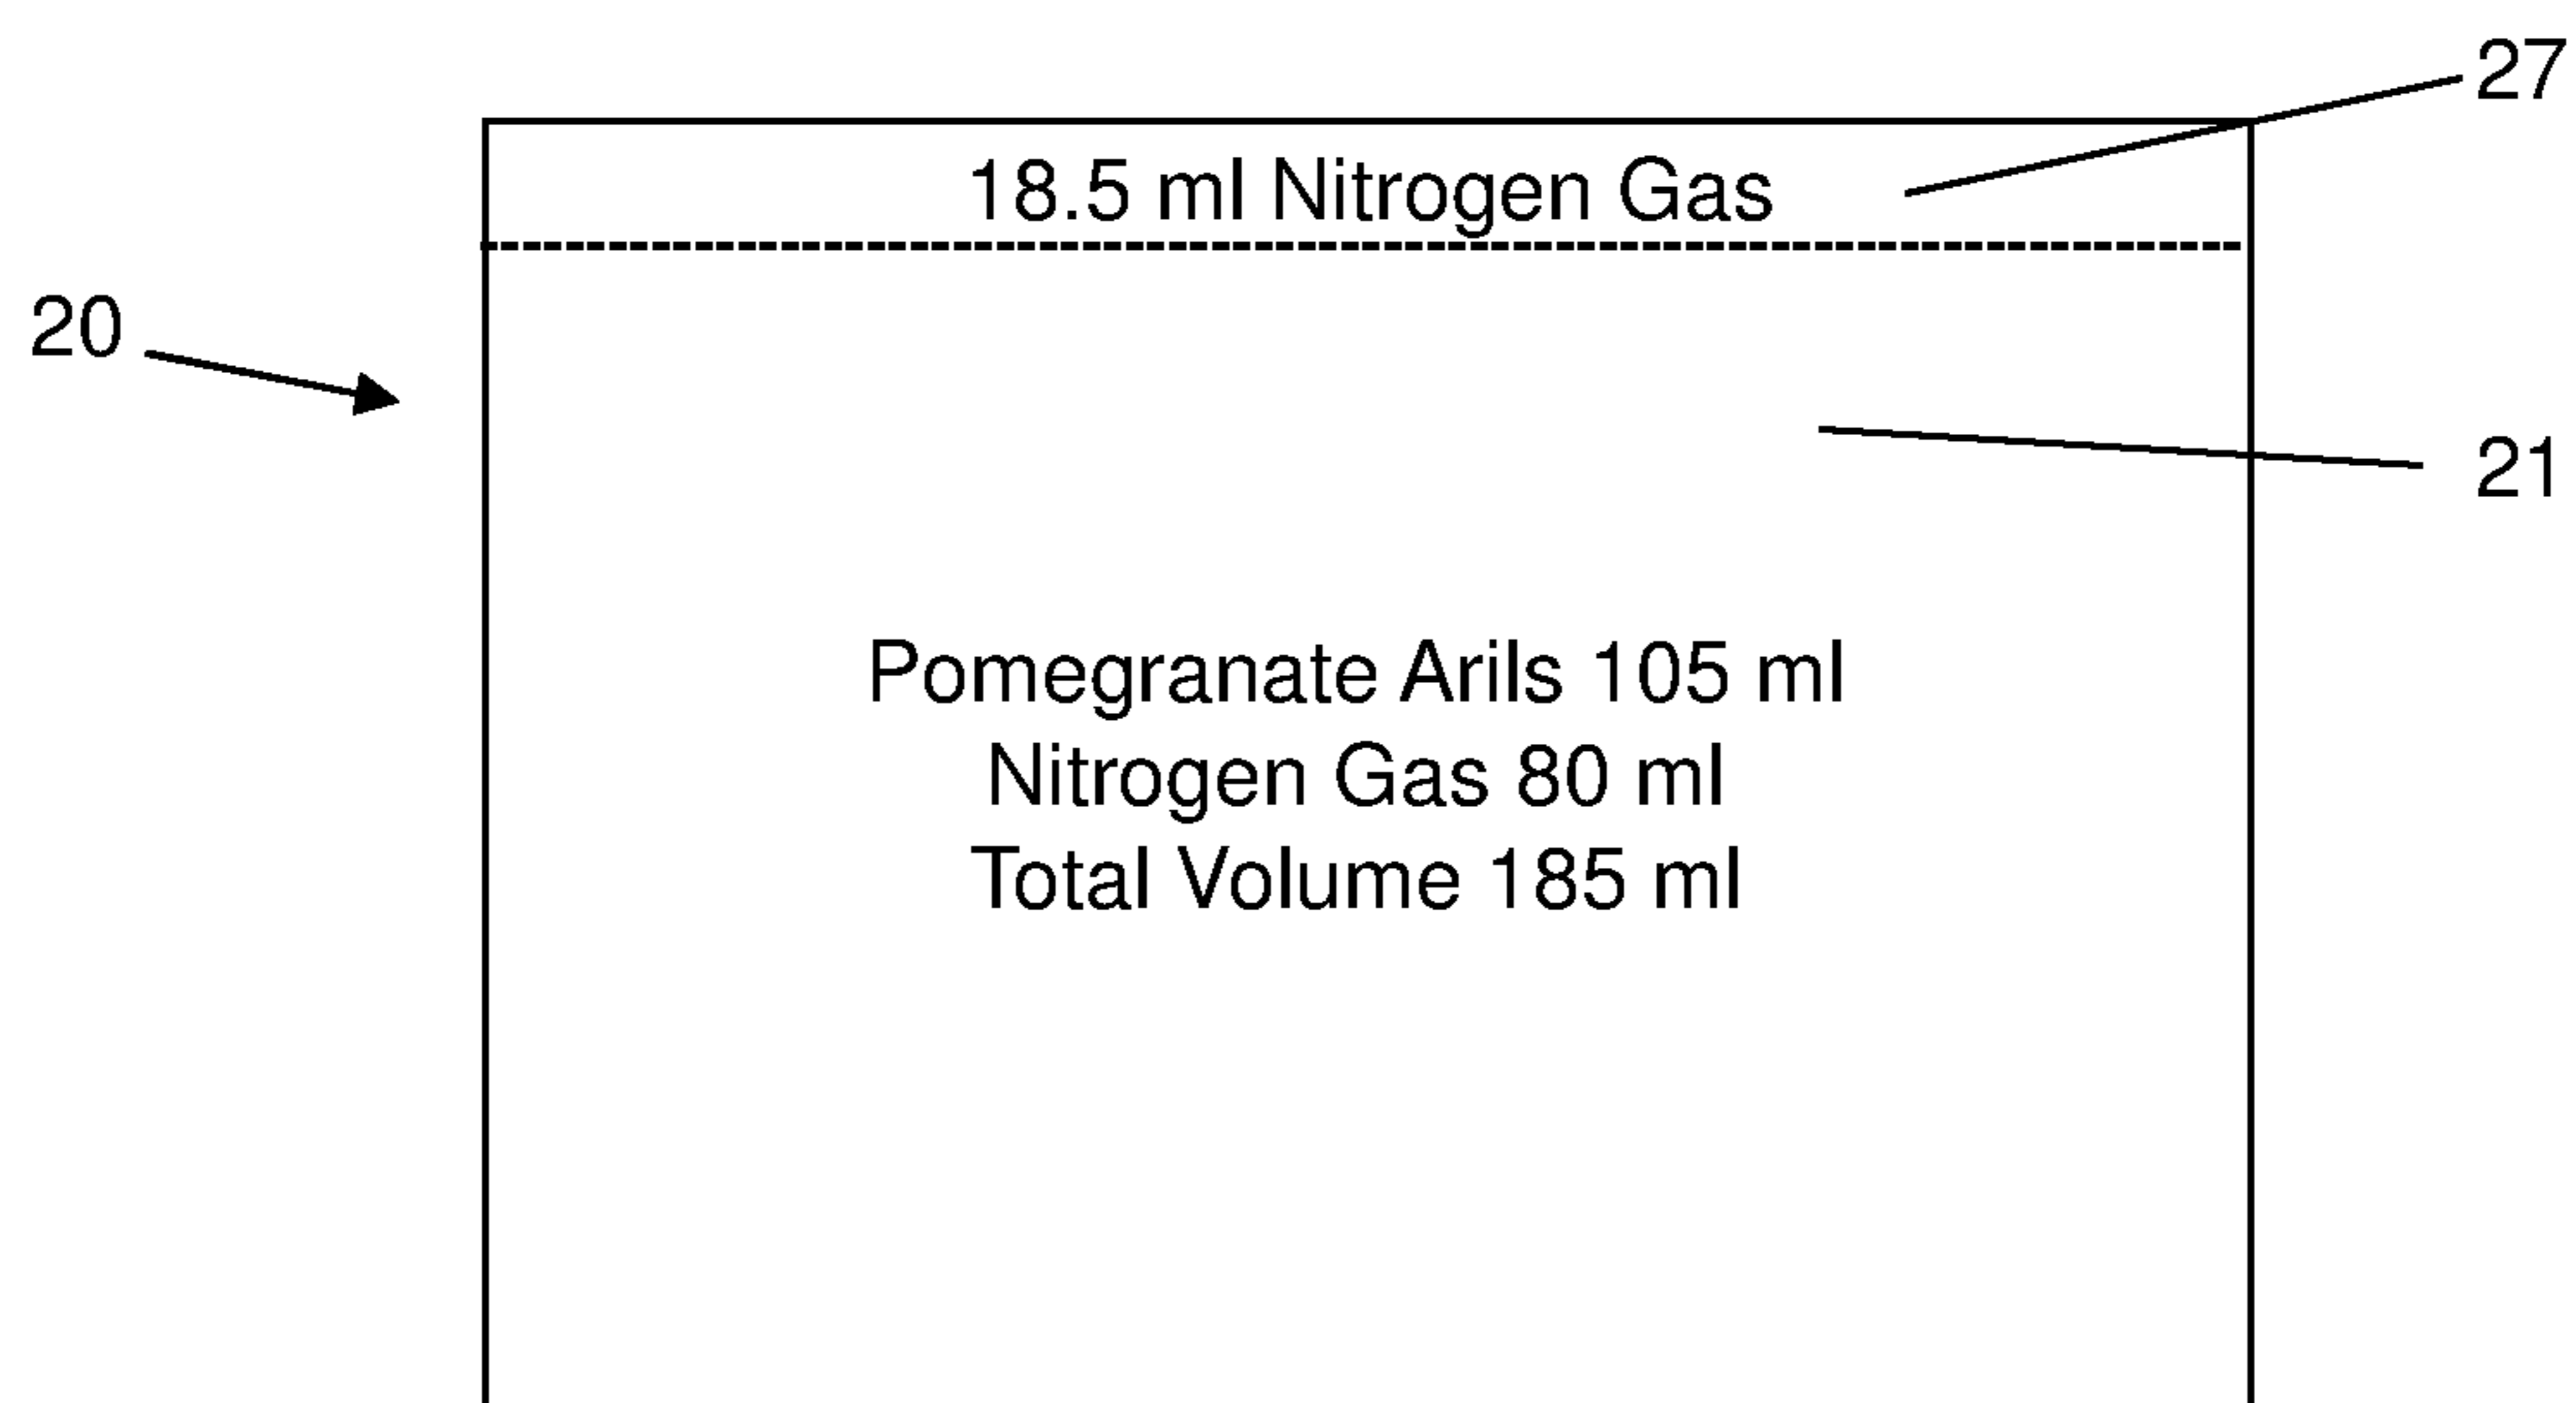 27
18.5 ml Nitrogen Gas
20
21
Pomegranate Arils 105 ml
Nitrogen Gas 80 ml
Total Volume 185 ml